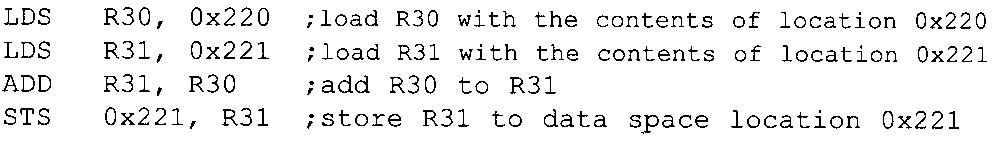 LDS R30, 0x220 ;load R30 with the contents of location 0x220
LDS R31, 0x221 ;load R31 with the contents of location 0x221
ADD R31, R30 ;add R30 to R31
STS 0x221, R31 ;store R31 to data space location 0x221